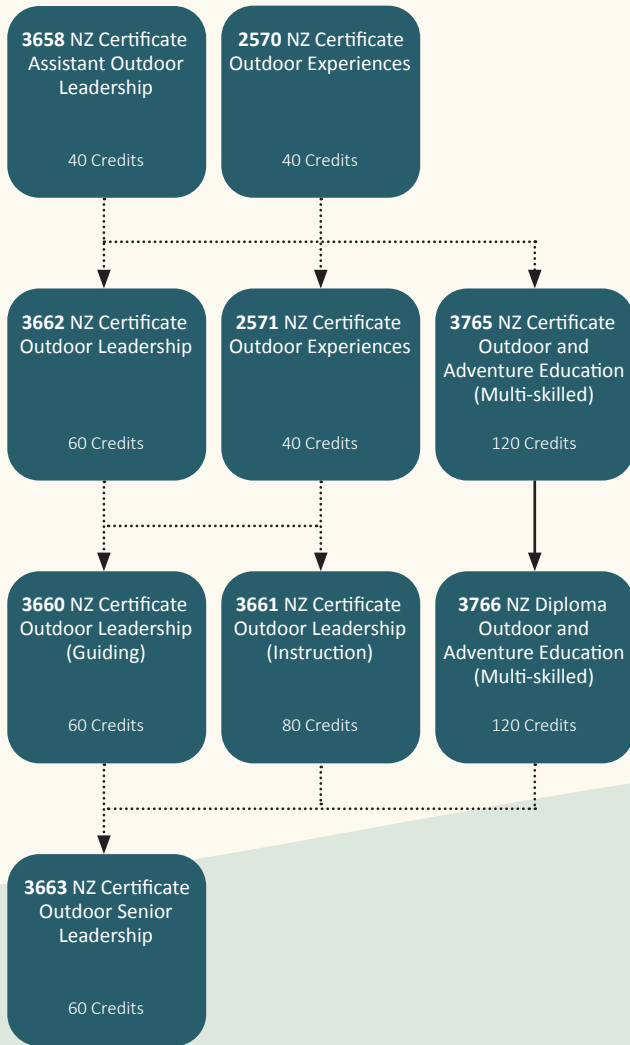 3658 NZ Certificate
Assistant Outdoor
Leadership
40 Credits
2570 NZ Certificate
Outdoor Experiences
40 Credits
3662 NZ Certificate
Outdoor Leadership
60 Credits
2571 NZ Certificate
Outdoor Experiences
40 Credits
3765 NZ Certificate
Outdoor and
Adventure Education
(Multi-skilled)
120 Credits
3660 NZ Certificate
Outdoor Leadership
(Guiding)
60 Credits
3661 NZ Certificate
Outdoor Leadership
(Instruction)
80 Credits
3766 NZ Diploma
Outdoor and
Adventure Education
(Multi-skilled)
120 Credits
3663 NZ Certificate
Outdoor Senior
Leadership
60 Credits